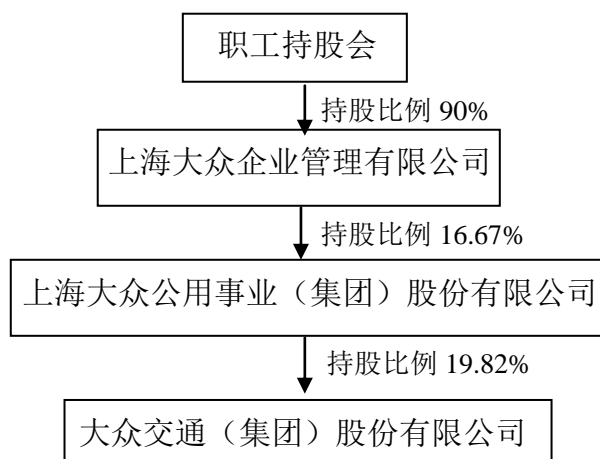 职工持股会
持股比例 90%
上海大众企业管理有限公司
持股比例 16.67%
上海大众公用事业（集团）股份有限公司
持股比例 19.82%
大众交通（集团）股份有限公司